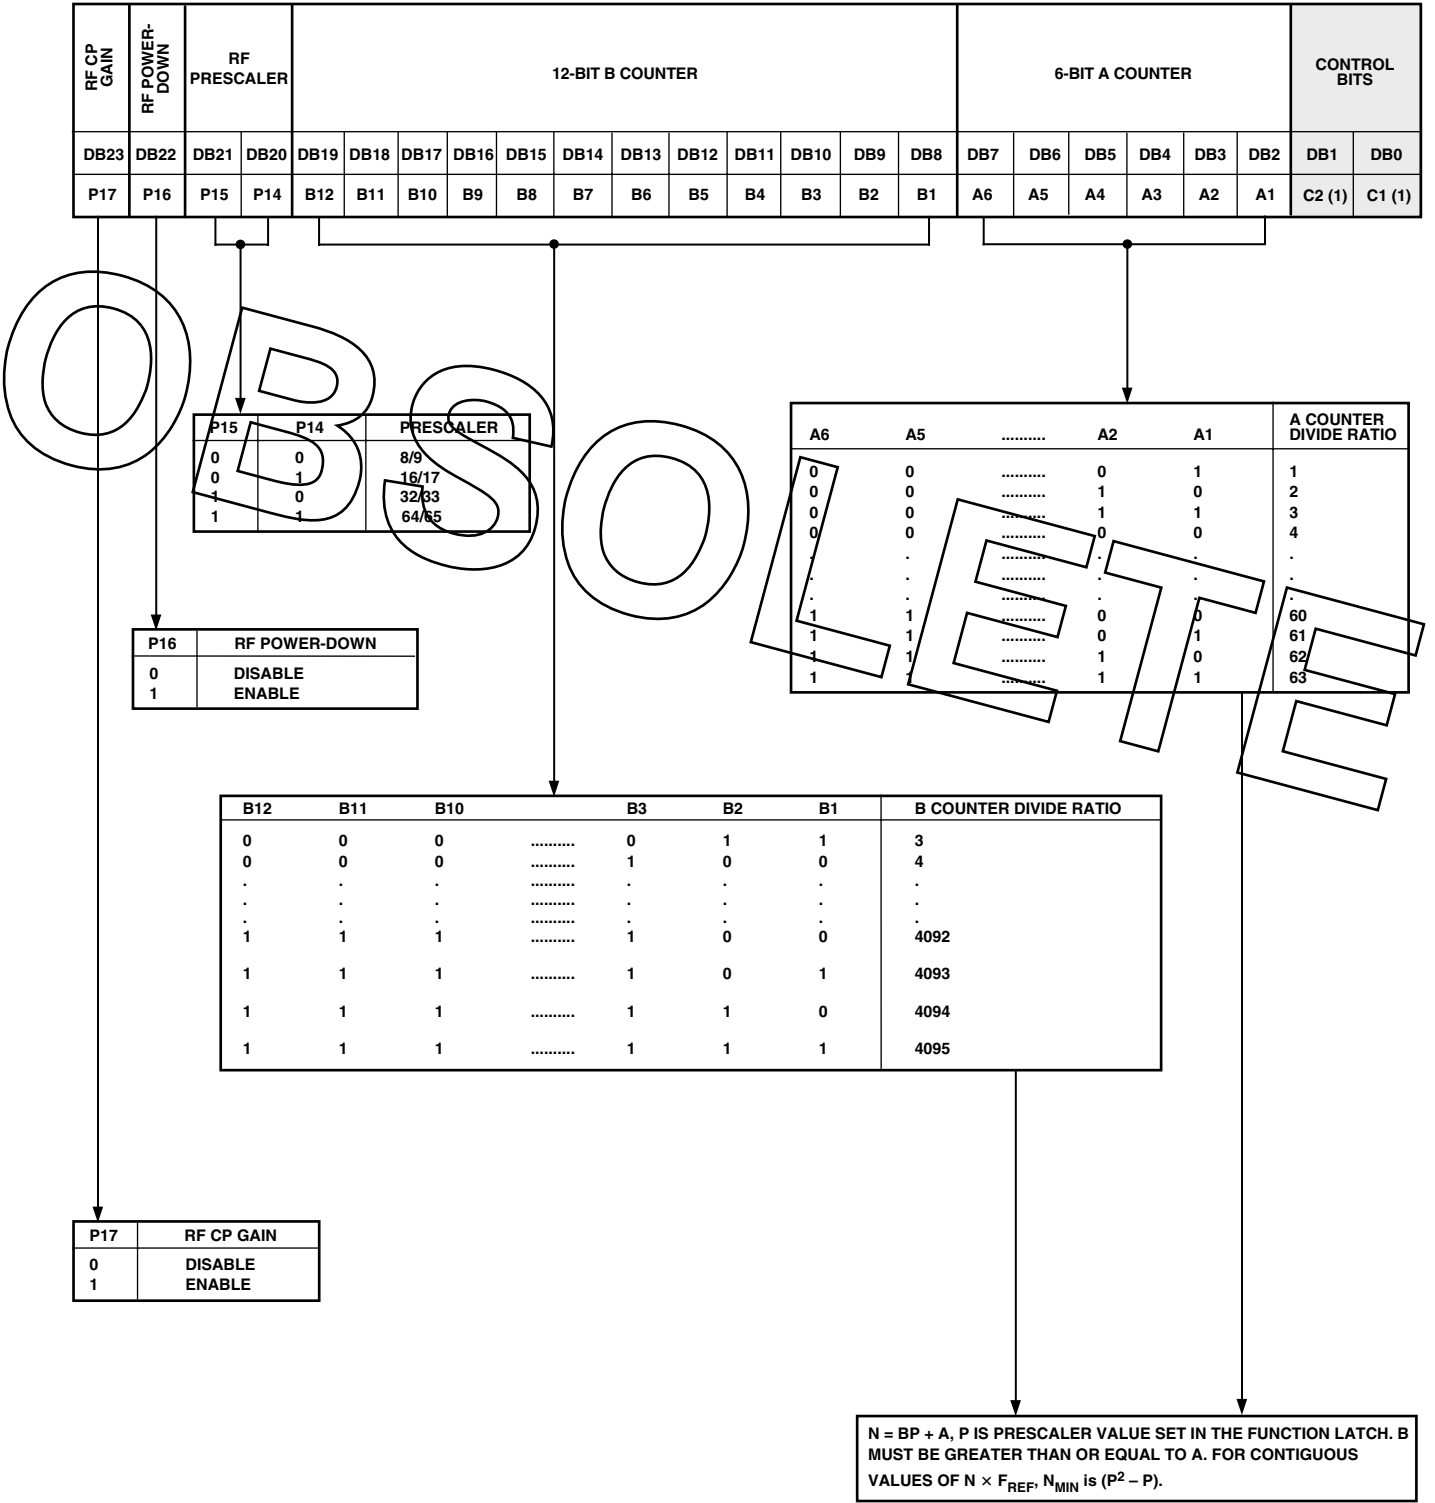 RF CP GAIN
RF POWER-DOWN
RF PRESCALER
12-BIT B COUNTER
6-BIT A COUNTER
CONTROL BITS
DB23 DB22 DB21 DB20 DB19 DB18 DB17 DB16 DB15 DB14 DB13 DB12 DB11 DB10 DB9 DB8 DB7 DB6 DB5 DB4 DB3 DB2 DB1 DB0
P17 P16 P15 P14 B12 B11 B10 B9 B8 B7 B6 B5 B4 B3 B2 B1 A6 A5 A4 A3 A2 A1 C2 (1) C1 (1)
OBSOLETE
P15 P14 PRESCALER
0 0 8/9
0 1 16/17
1 0 32/33
1 1 64/65
A6 A5 .......... A2 A1 A COUNTER DIVIDE RATIO
0 0 .......... 0 1 1
0 0 .......... 1 0 2
0 0 .......... 1 1 3
0 0 .......... 0 0 4
. . .......... . . .
. . .......... . . .
. . .......... . . .
1 1 .......... 0 0 60
1 1 .......... 0 1 61
1 1 .......... 1 0 62
1 1 .......... 1 1 63
P16 RF POWER-DOWN
0 DISABLE
1 ENABLE
B12 B11 B10 B3 B2 B1 B COUNTER DIVIDE RATIO
0 0 0 .......... 0 1 1 3
0 0 0 .......... 1 0 0 4
. . . .......... . . . .
. . . .......... . . . .
. . . .......... . . . .
1 1 1 .......... 1 0 0 4092
1 1 1 .......... 1 0 1 4093
1 1 1 .......... 1 1 0 4094
1 1 1 .......... 1 1 1 4095
P17 RF CP GAIN
0 DISABLE
1 ENABLE
N = BP + A, P IS PRESCALER VALUE SET IN THE FUNCTION LATCH. B
MUST BE GREATER THAN OR EQUAL TO A. FOR CONTIGUOUS
VALUES OF N × FREF, NMIN is (P² – P).